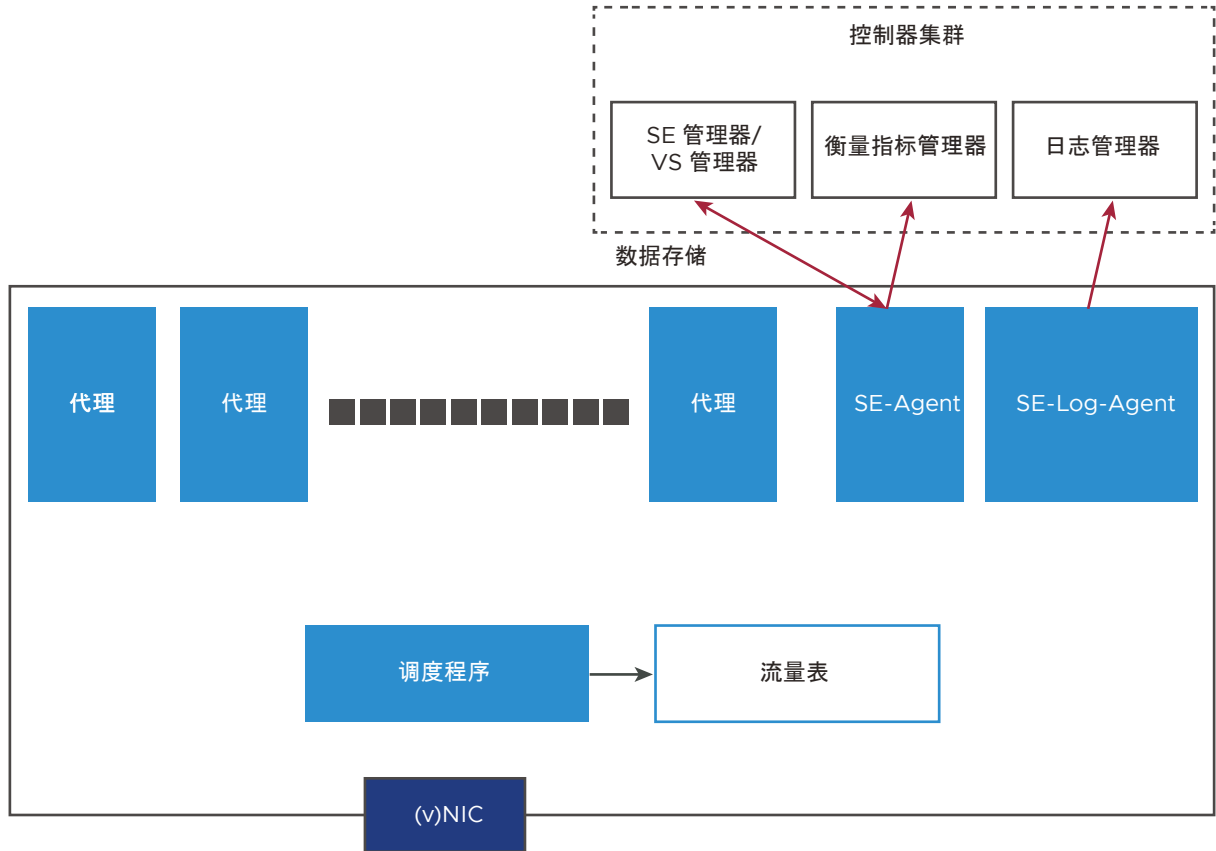 控制器集群
SE 管理器/
VS 管理器
衡量指标管理器
日志管理器
数据存储
代理
代理
代理
SE-Agent
SE-Log-Agent
调度程序
流量表
(v)NIC